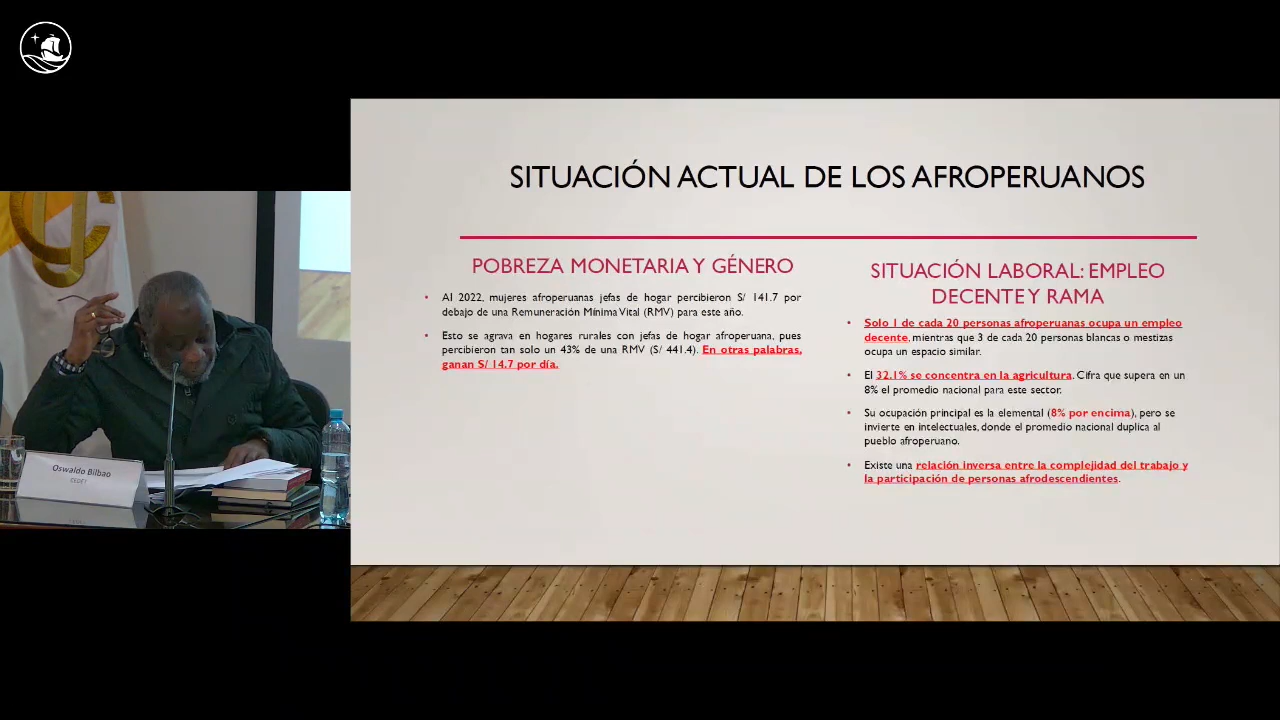 SITUACIÓN ACTUAL DE LOS AFROPERUANOS
POBREZA MONETARIA Y GÉNERO
• Al 2022, mujeres afroperuanas jefas de hogar percibieron S/ 141.7 por
debajo de una Remuneración Mínima Vital (RMV) para este año.
• Esto se agrava en hogares rurales con jefas de hogar afroperuana, pues
percibieron tan solo un 43% de una RMV (S/ 441.4). En otras palabras,
ganan S/ 14.7 por día.
SITUACIÓN LABORAL: EMPLEO
DECENTE Y RAMA
• Solo 1 de cada 20 personas afroperuanas ocupa un empleo
decente, mientras que 3 de cada 20 personas blancas o mestizas
ocupa un espacio similar.
• El 32.1% se concentra en la agricultura. Cifra que supera en un
8% el promedio nacional para este sector.
• Su ocupación principal es la elemental (8% por encima), pero se
invierte en intelectuales, donde el promedio nacional duplica al
pueblo afroperuano.
• Existe una relación inversa entre la complejidad del trabajo y
la participación de personas afrodescendientes.
Oswaldo Bilbao
CEDET